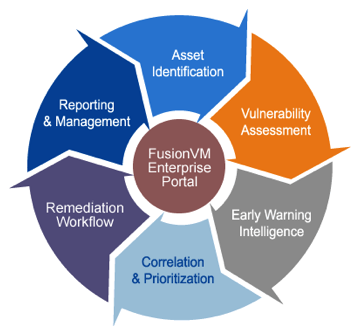 Asset
Identification
Vulnerability
Assessment
Early Warning
Intelligence
Correlation
& Prioritization
Remediation
Workflow
Reporting
& Management
FusionVM
Enterprise
Portal